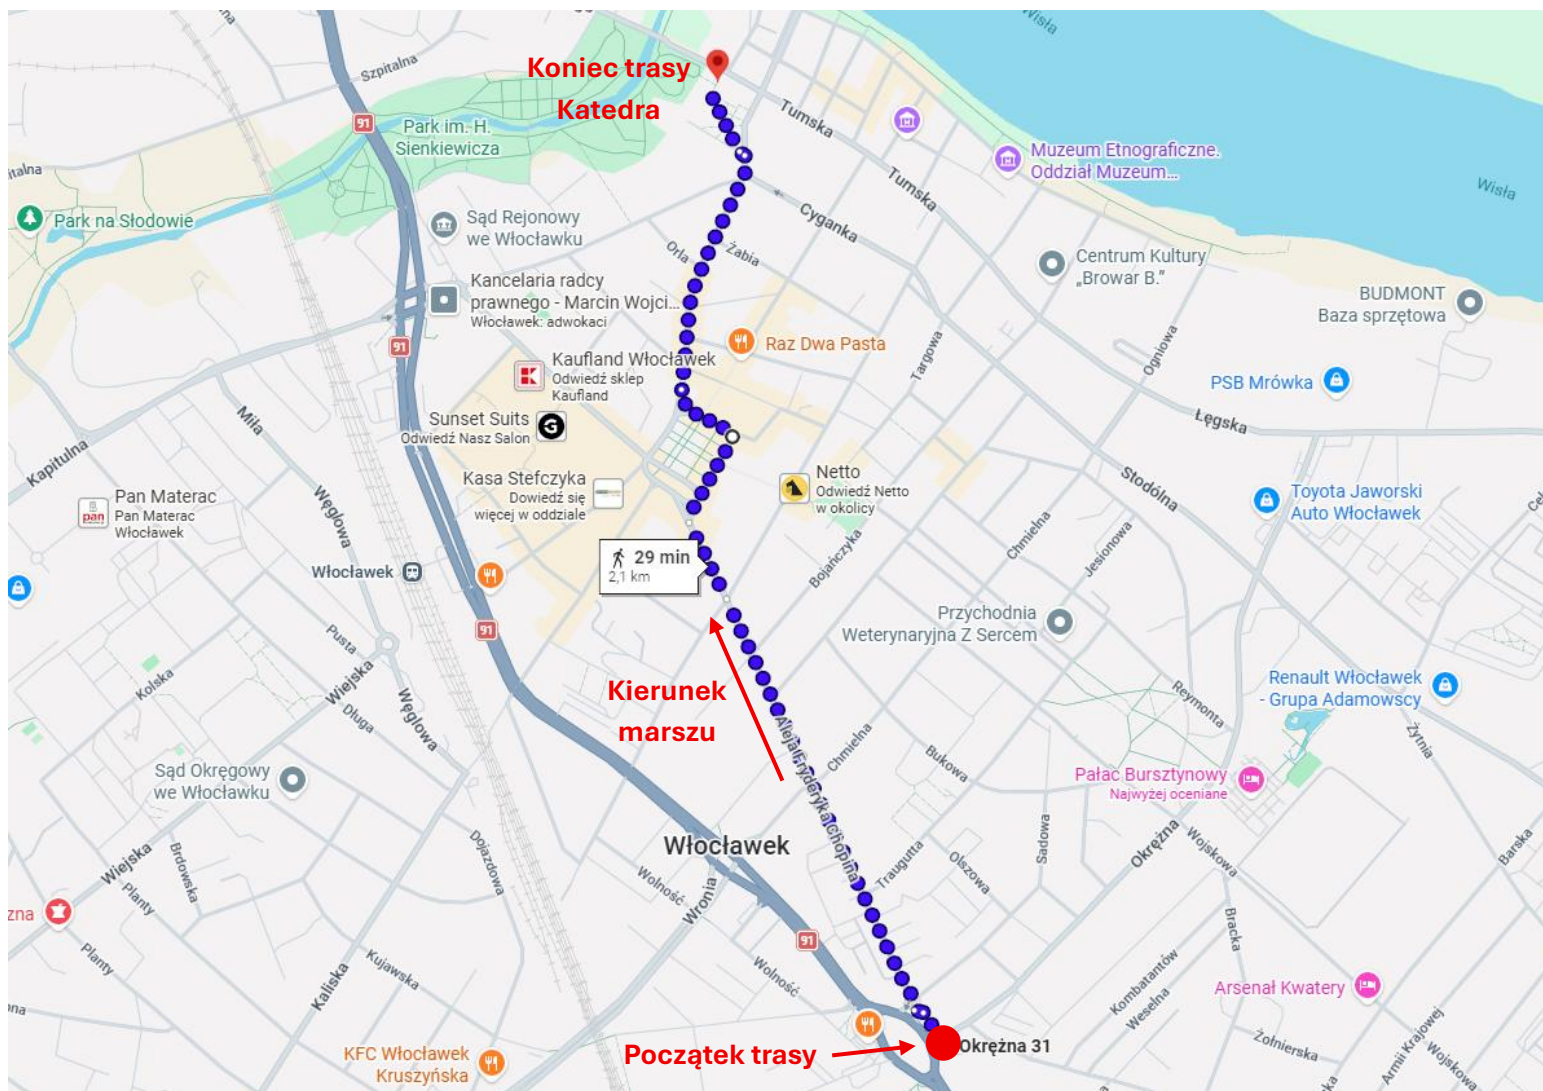 Wisła
Szpitalna
Koniec trasy
Katedra
Tumska
91
Park im. H.
Sienkiewicza
Muzeum Etnograficzne.
Oddział Muzeum...
italna
Wisła
Tumska
Park na Słodowie
Sąd Rejonowy
we Włocławku
Cyganka
Orla
Żabia
Centrum Kultury
„Browar B.”
Kancelaria radcy
prawnego - Marcin Wojci...
Włocławek: adwokaci
BUDMONT
Baza sprzętowa
91
Raz Dwa Pasta
Targowa
Ogniowa
Kaufland Włocławek
Odwiedź sklep
Kaufland
PSB Mrówka
Miła
Sunset Suits
Odwiedź Nasz Salon
Łęgska
Kapitulna
Kasa Stefczyka
Dowiedź się
więcej w oddziale
Netto
Odwiedź Netto
w okolicy
Stodólna
Pan Materac
Pan Materac
Włocławek
pan
Węglowa
Toyota Jaworski
Auto Włocławek
Chmielna
Jesionowa
Bojańczyka
29 min
2,1 km
Włocławek
Przychodnia
Weterynaryjna Z Sercem
91
Pusta
Wiejska
Kolska
Długa
Węglowa
Kierunek
marszu
Reymonta
Renault Włocławek
- Grupa Adamowscy
Żytnia
Aleja Fryderyka Chopina
Chmielna
Bukowa
Sąd Okręgowy
we Włocławku
Pałac Bursztynowy
Najwyżej oceniane
Włocławek
Wiejska
Brdowska
Dojazdowa
Planty
Wolność
Wronia
Traugutta
Olszowa
Sadowa
Okrężna
Wojskowa
Barska
zna
91
Bracka
Planty
Kujawska
Kaliska
Wolność
Kombatantów
Weselna
Arsenał Kwatery
Żołnierska
Armii Krajowej
Wojskowa
KFC Włocławek
Kruszyńska
Początek trasy
Okrężna 31